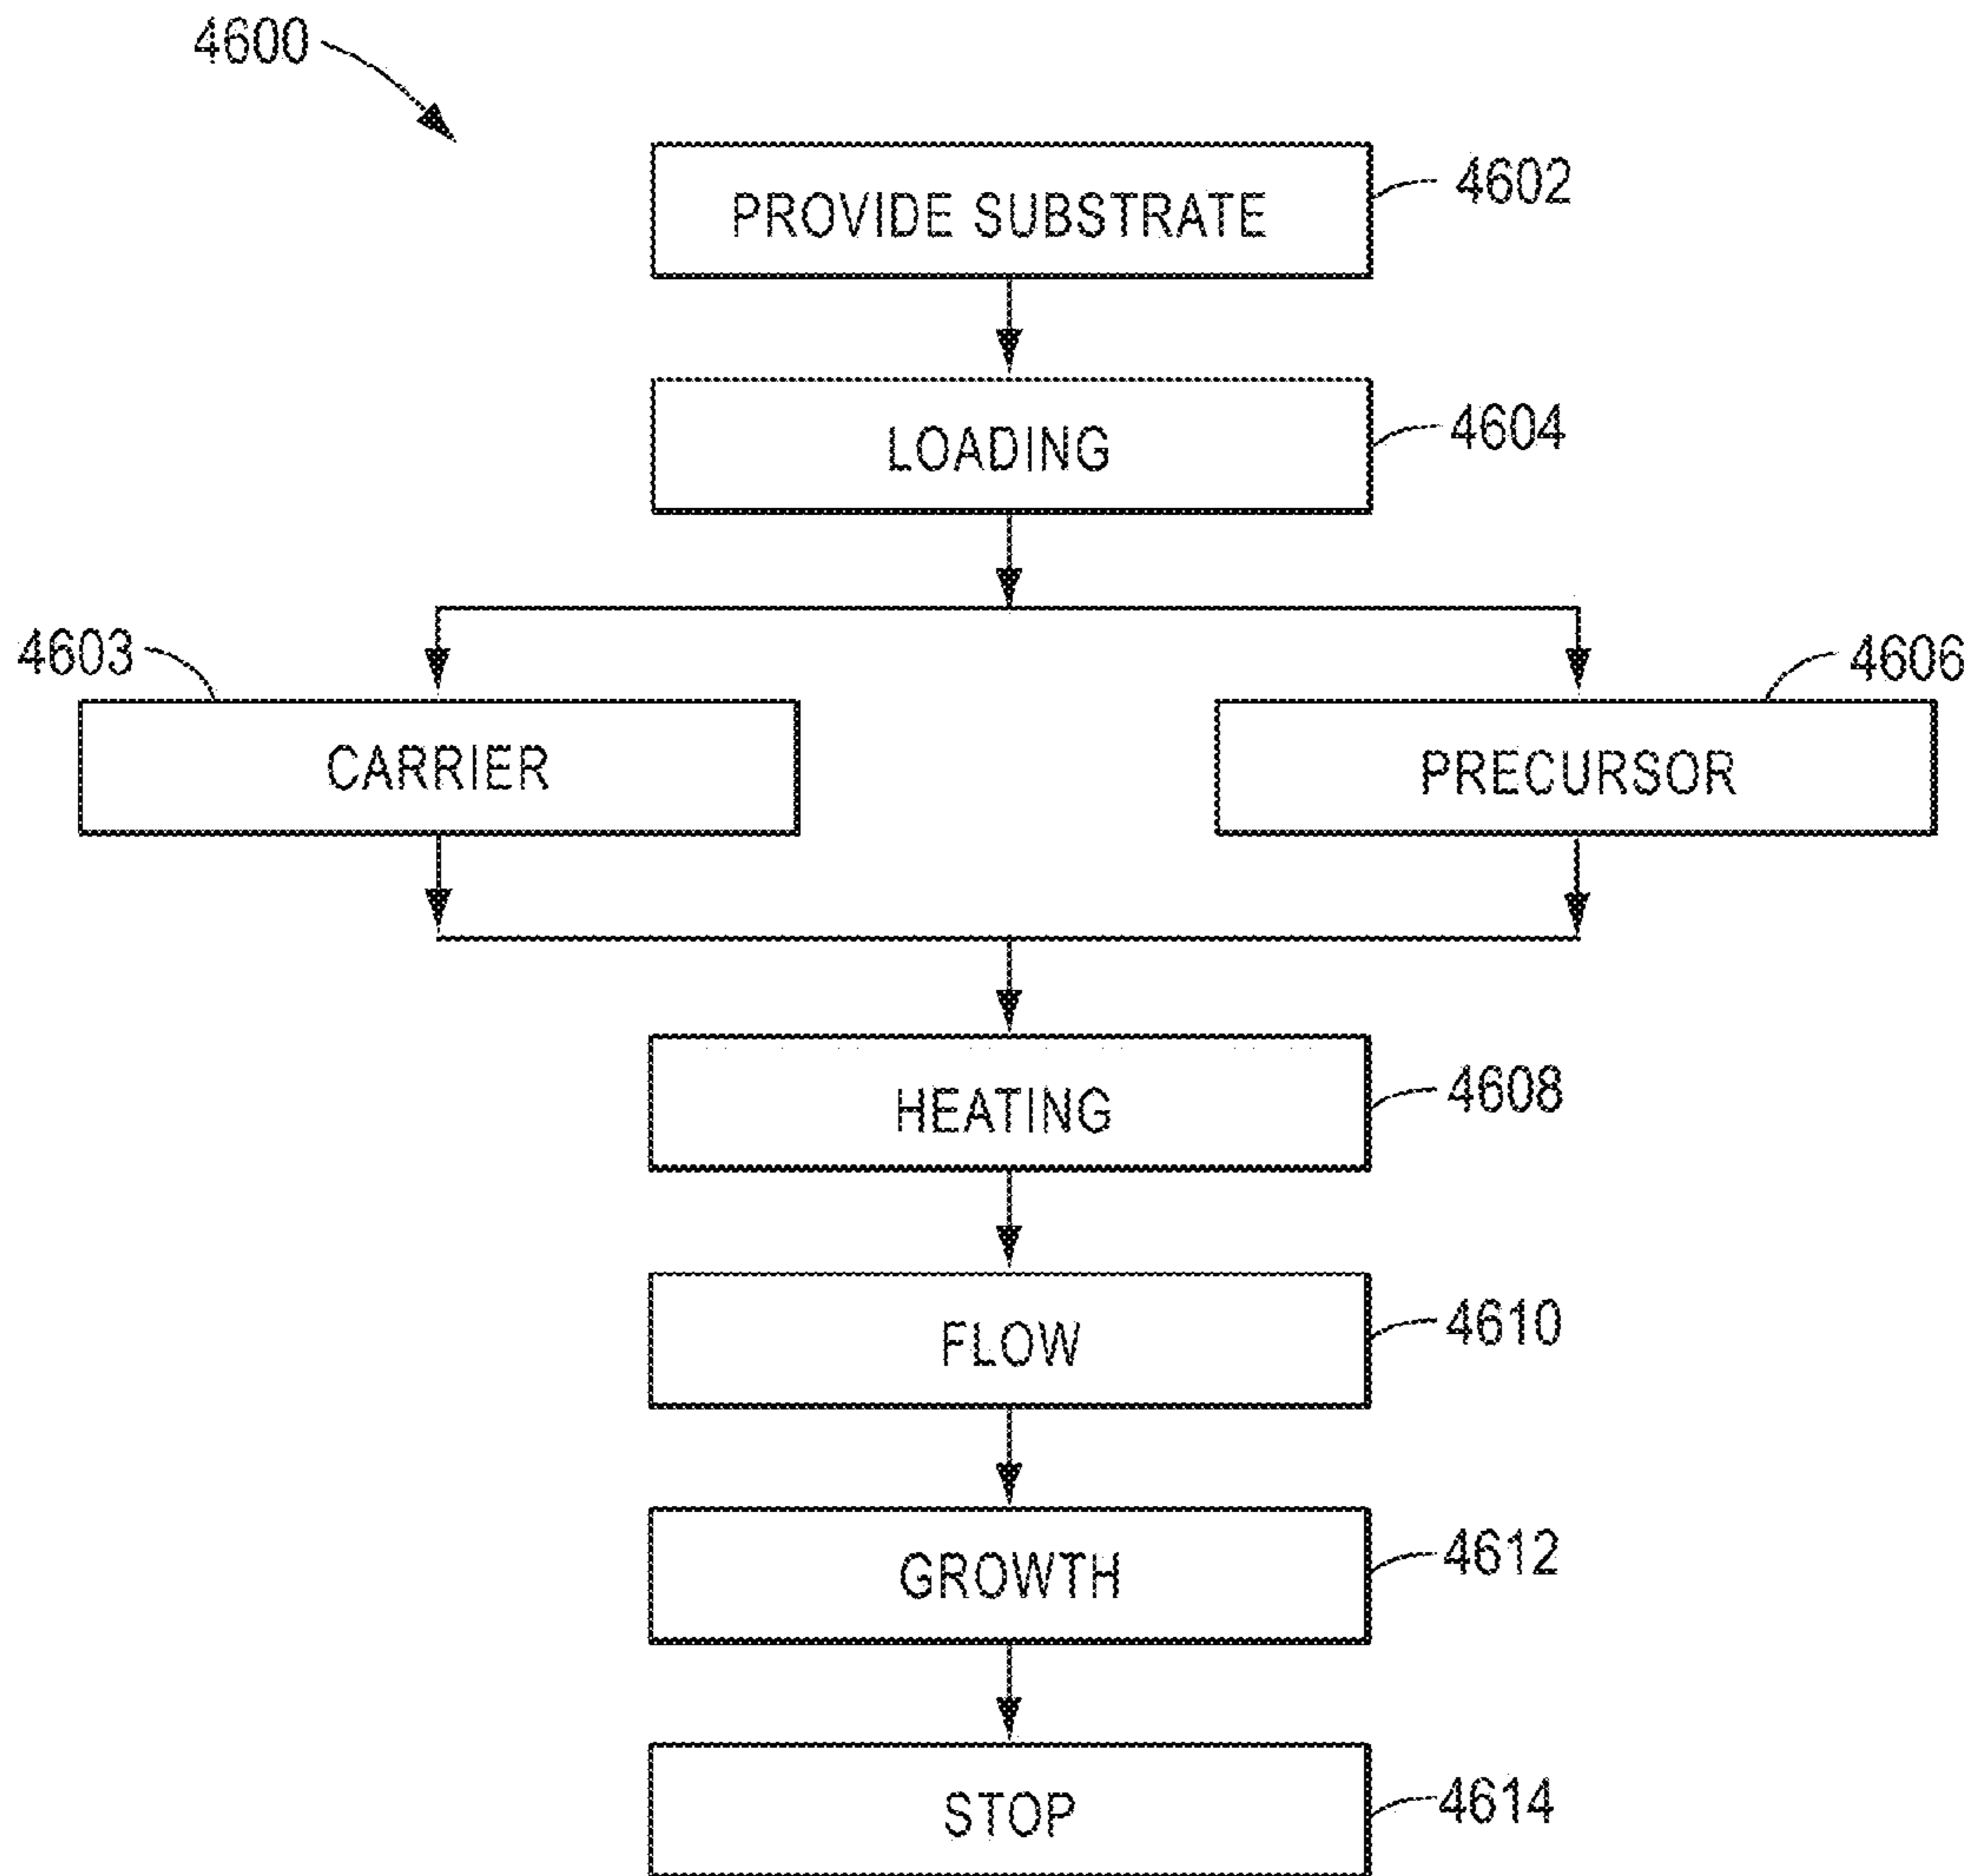 4600
PROVIDE SUBSTRATE
4602
LOADING
4604
4603
4606
CARRIER
PRECURSOR
HEATING
4608
FLOW
4610
GROWTH
4612
STOP
4614